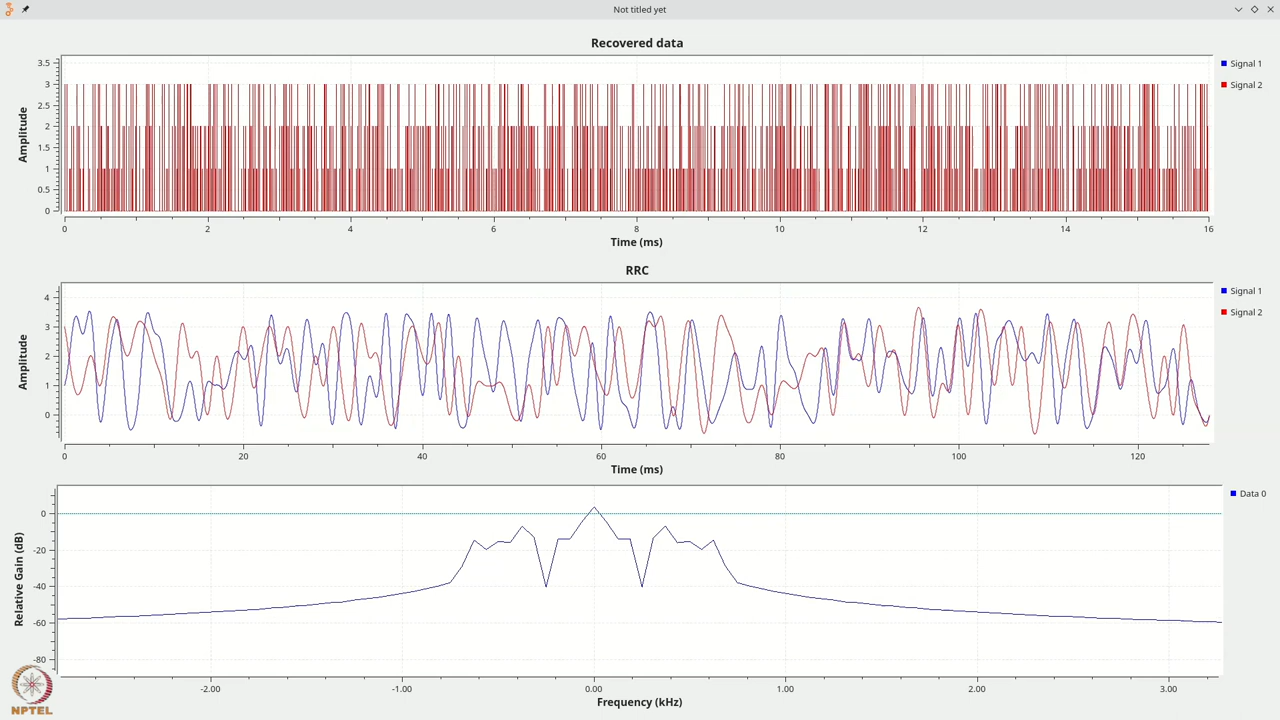 Not titled yet
Recovered data
Amplitude
3.5
3
2.5
2
1.5
1
0.5
0
0 2 4 6 8 10 12 14 16
Time (ms)
Signal 1
Signal 2
RRC
Amplitude
4
3
2
1
0
0 20 40 60 80 100 120
Time (ms)
Signal 1
Signal 2
Relative Gain (dB)
0
-20
-40
-60
-80
-2.00 -1.00 0.00 1.00 2.00 3.00
Frequency (kHz)
Data 0
NPTEL